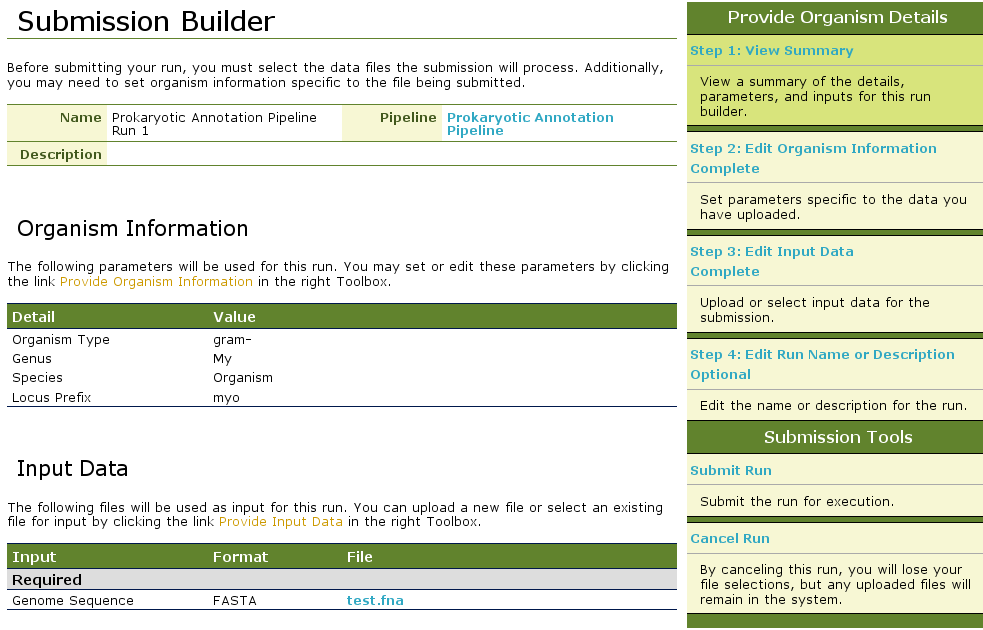 Submission Builder
Before submitting your run, you must select the data files the submission will process. Additionally,
you may need to set organism information specific to the file being submitted.
Name Prokaryotic Annotation Pipeline Pipeline Prokaryotic Annotation
Run 1 Pipeline
Description
Organism Information
The following parameters will be used for this run. You may set or edit these parameters by clicking
the link Provide Organism Information in the right Toolbox.
Detail Value
Organism Type gram-
Genus My
Species Organism
Locus Prefix myo
Input Data
The following files will be used as input for this run. You can upload a new file or select an existing
file for input by clicking the link Provide Input Data in the right Toolbox.
Input Format File
Required
Genome Sequence FASTA test.fna
Provide Organism Details
Step 1: View Summary
View a summary of the details,
parameters, and inputs for this run
builder.
Step 2: Edit Organism Information
Complete
Set parameters specific to the data you
have uploaded.
Step 3: Edit Input Data
Complete
Upload or select input data for the
submission.
Step 4: Edit Run Name or Description
Optional
Edit the name or description for the run.
Submission Tools
Submit Run
Submit the run for execution.
Cancel Run
By canceling this run, you will lose your
file selections, but any uploaded files will
remain in the system.